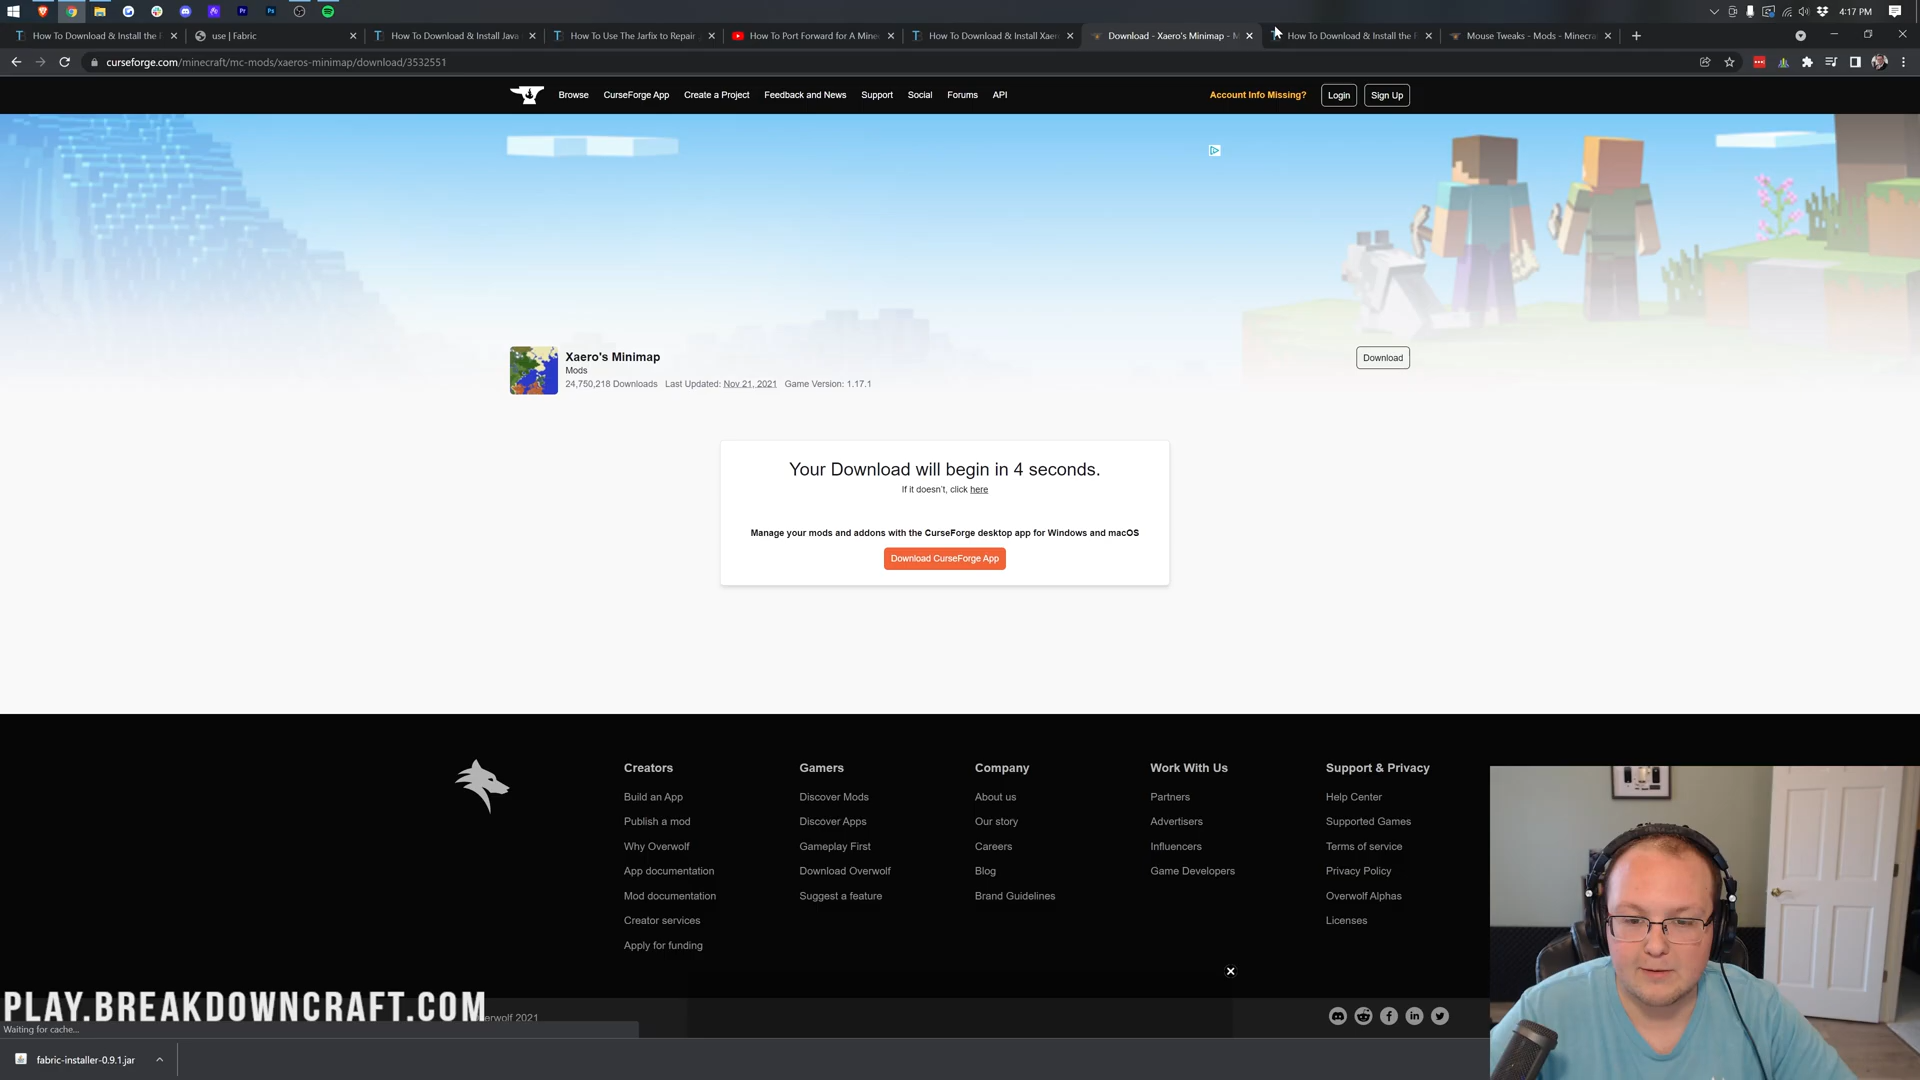 4:17 PM
How To Download & Install the F
use | Fabric
How To Download & Install Java
How To Use The Jarfix to Repair
How To Port Forward for A Mine
How To Download & Install Xaer
Download - Xaero's Minimap - M
How To Download & Install the F
Mouse Tweaks - Mods - Minecra
curseforge.com/minecraft/mc-mods/xaeros-minimap/download/3532551
Browse
CurseForge App
Create a Project
Feedback and News
Support
Social
Forums
API
Account Info Missing?
Login
Sign Up
Xaero's Minimap
Mods
24,750,218 Downloads Last Updated: Nov 21, 2021 Game Version: 1.17.1
Download
Your Download will begin in 4 seconds.
If it doesn't, click here
Manage your mods and addons with the CurseForge desktop app for Windows and macOS
Download CurseForge App
Creators
Build an App
Publish a mod
Why Overwolf
App documentation
Mod documentation
Creator services
Apply for funding
Gamers
Discover Mods
Discover Apps
Gameplay First
Download Overwolf
Suggest a feature
Company
About us
Our story
Careers
Blog
Brand Guidelines
Work With Us
Partners
Advertisers
Influencers
Game Developers
Support & Privacy
Help Center
Supported Games
Terms of service
Privacy Policy
Overwolf Alphas
Licenses
PLAY.BREAKDOWNCRAFT.COM
erwolf 2021
Waiting for cache...
fabric-installer-0.9.1.jar